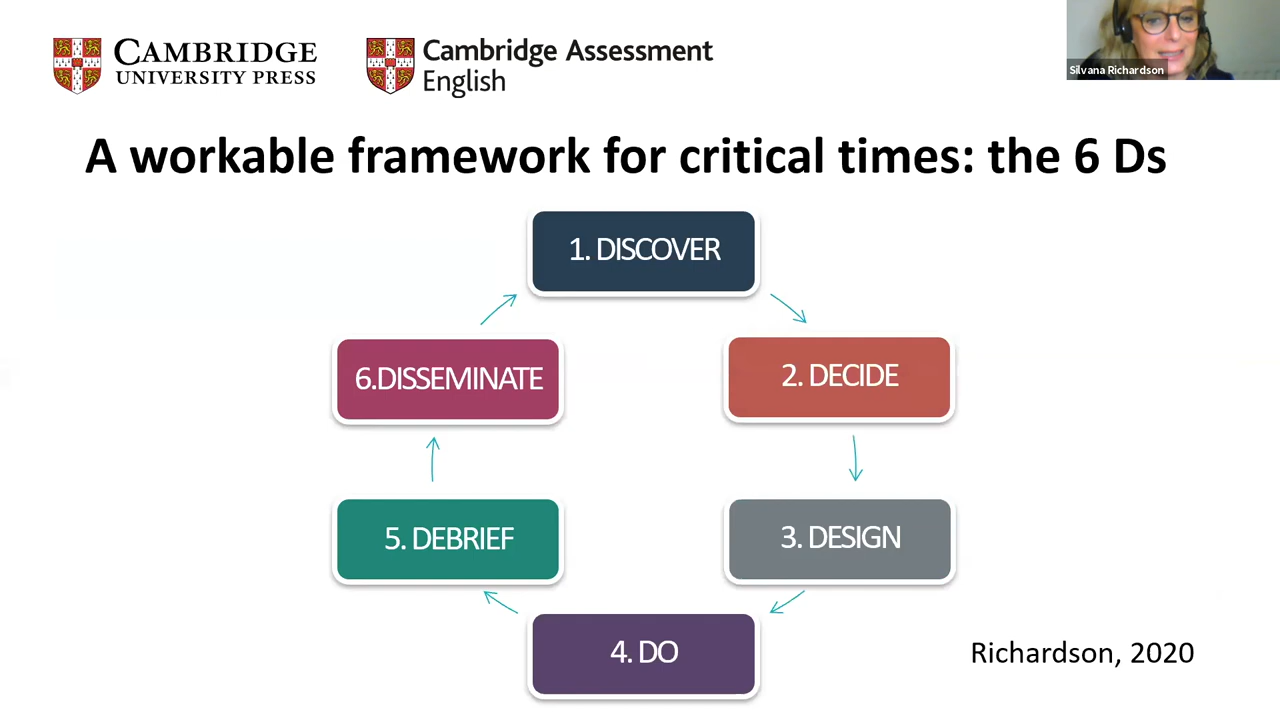 CAMBRIDGE
UNIVERSITY PRESS
Cambridge Assessment
English
Silvana Richardson
A workable framework for critical times: the 6 Ds
1. DISCOVER
2. DECIDE
3. DESIGN
4. DO
5. DEBRIEF
6.DISSEMINATE
Richardson, 2020